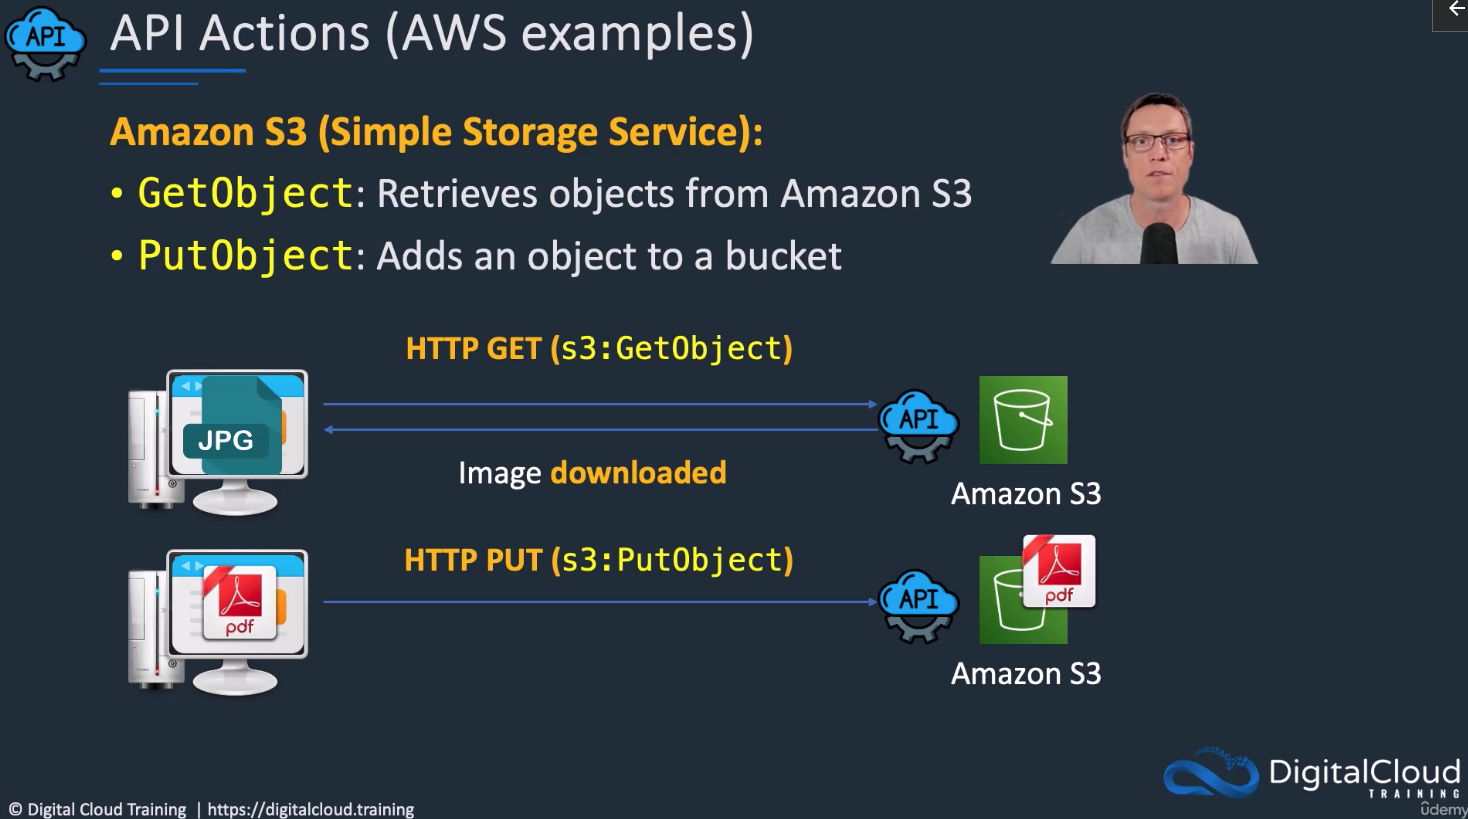 API
API Actions (AWS examples)
Amazon S3 (Simple Storage Service):
• GetObject: Retrieves objects from Amazon S3
• PutObject: Adds an object to a bucket
HTTP GET (s3:GetObject)
JPG
API
Image downloaded
Amazon S3
HTTP PUT (s3:PutObject)
pdf
API
pdf
Amazon S3
DigitalCloud
TRAINING
© Digital Cloud Training | https://digitalcloud.training
ûdemy